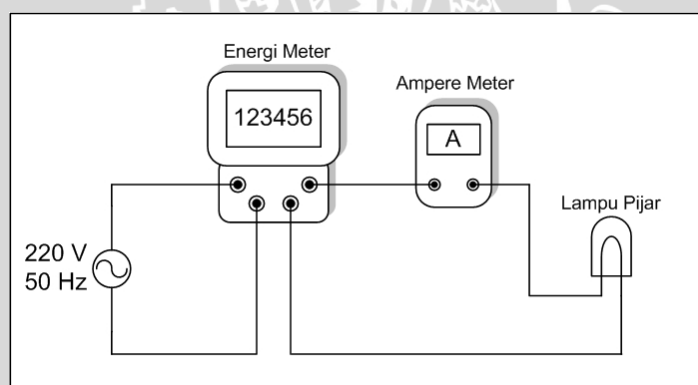 Energi Meter
123456
Ampere Meter
A
Lampu Pijar
220 V
50 Hz